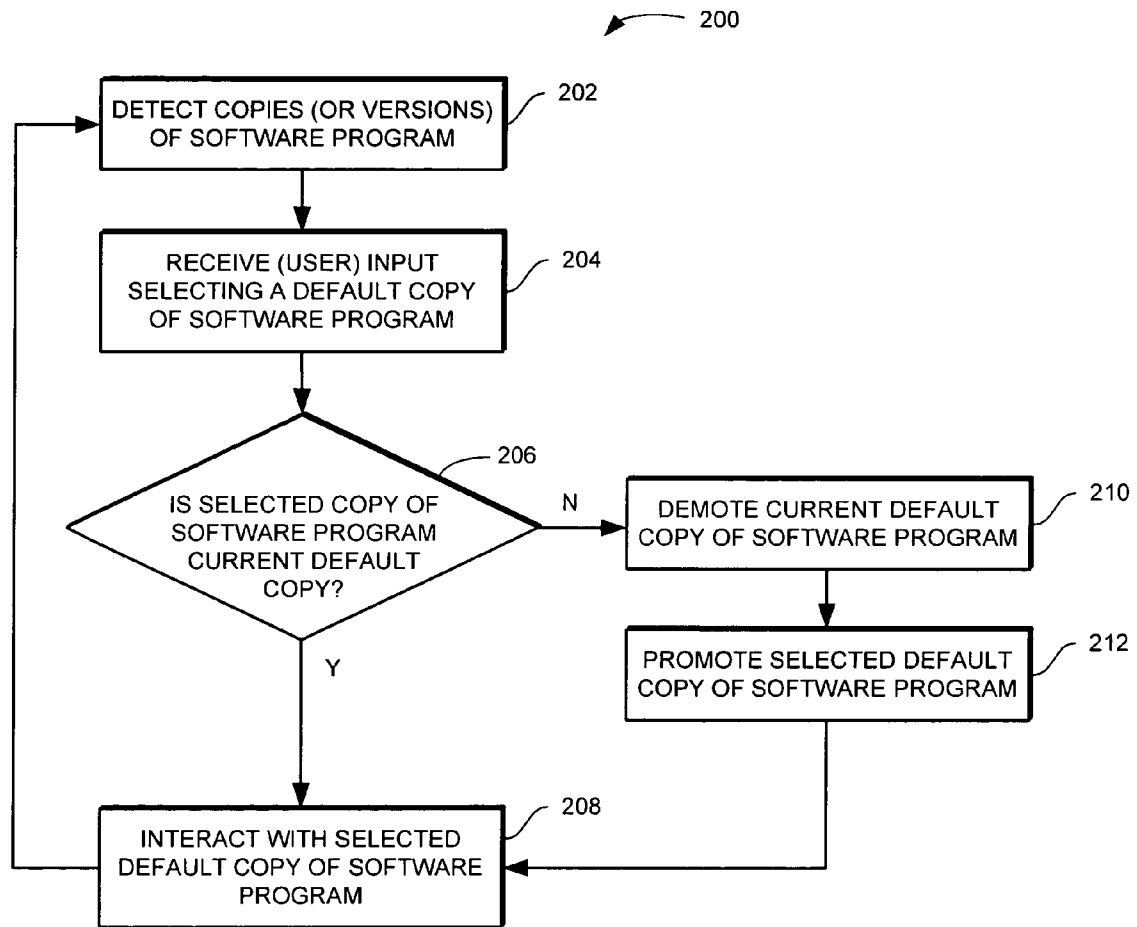 200
DETECT COPIES (OR VERSIONS)
OF SOFTWARE PROGRAM
202
RECEIVE (USER) INPUT
SELECTING A DEFAULT COPY
OF SOFTWARE PROGRAM
204
206
IS SELECTED COPY OF
SOFTWARE PROGRAM
CURRENT DEFAULT
COPY?
N
DEMOTE CURRENT DEFAULT
COPY OF SOFTWARE PROGRAM
210
Y
PROMOTE SELECTED DEFAULT
COPY OF SOFTWARE PROGRAM
212
INTERACT WITH SELECTED
DEFAULT COPY OF SOFTWARE
PROGRAM
208